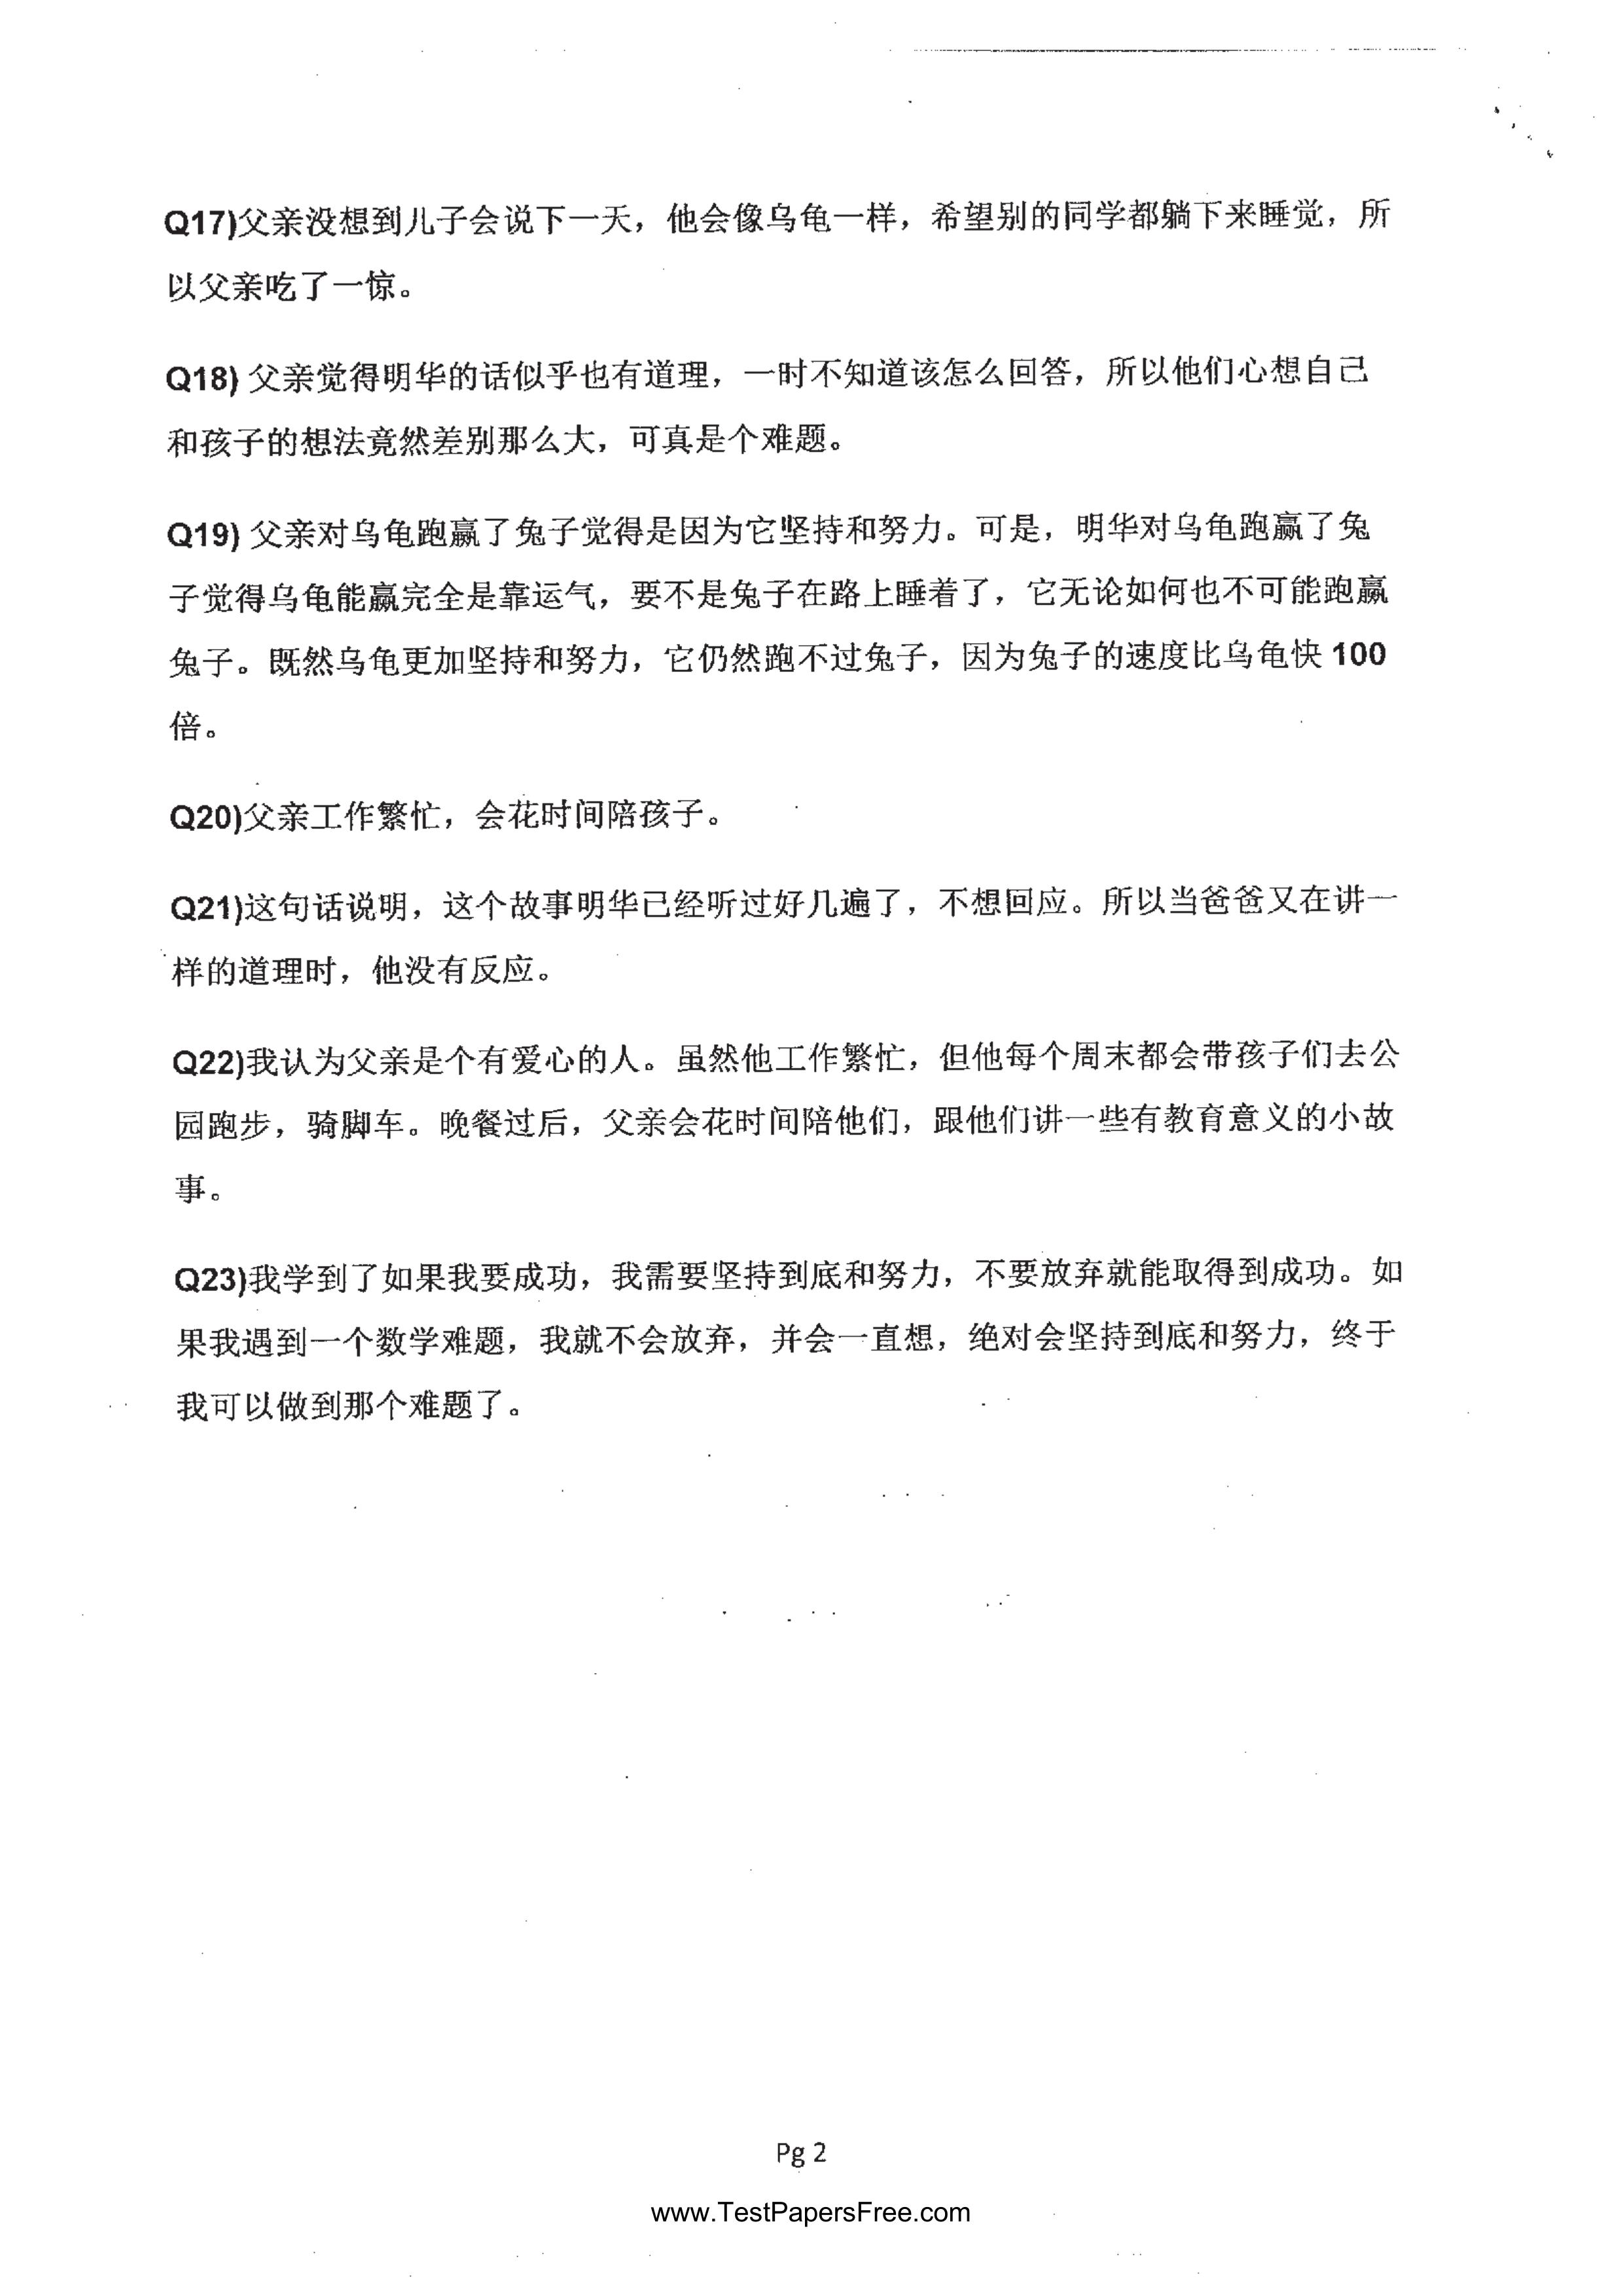 Q17)父亲没想到儿子会说下一天，他会像乌龟一样，希望别的同学都躺下来睡觉，所
以父亲吃了一惊。
Q18) 父亲觉得明华的话似乎也有道理，一时不知道该怎么回答，所以他们心想自己
和孩子的想法竟然差别那么大，可真是个难题。
Q19) 父亲对乌龟跑赢了兔子觉得是因为它坚持和努力。可是，明华对乌龟跑赢了兔
子觉得乌龟能赢完全是靠运气，要不是兔子在路上睡着了，它无论如何也不可能跑赢
兔子。既然乌龟更加坚持和努力，它仍然跑不过兔子，因为兔子的速度比乌龟快 100
倍。
Q20)父亲工作繁忙，会花时间陪孩子。
Q21)这句话说明，这个故事明华已经听过好几遍了，不想回应。所以当爸爸又在讲一
样的道理时，他没有反应。
Q22)我认为父亲是个有爱心的人。虽然他工作繁忙，但他每个周末都会带孩子们去公
园跑步，骑脚车。晚餐过后，父亲会花时间陪他们，跟他们讲一些有教育意义的小故
事。
Q23)我学到了如果我要成功，我需要坚持到底和努力，不要放弃就能取得到成功。如
果我遇到一个数学难题，我就不会放弃，并会一直想，绝对会坚持到底和努力，终于
我可以做到那个难题了。
Pg 2
www.TestPapersFree.com